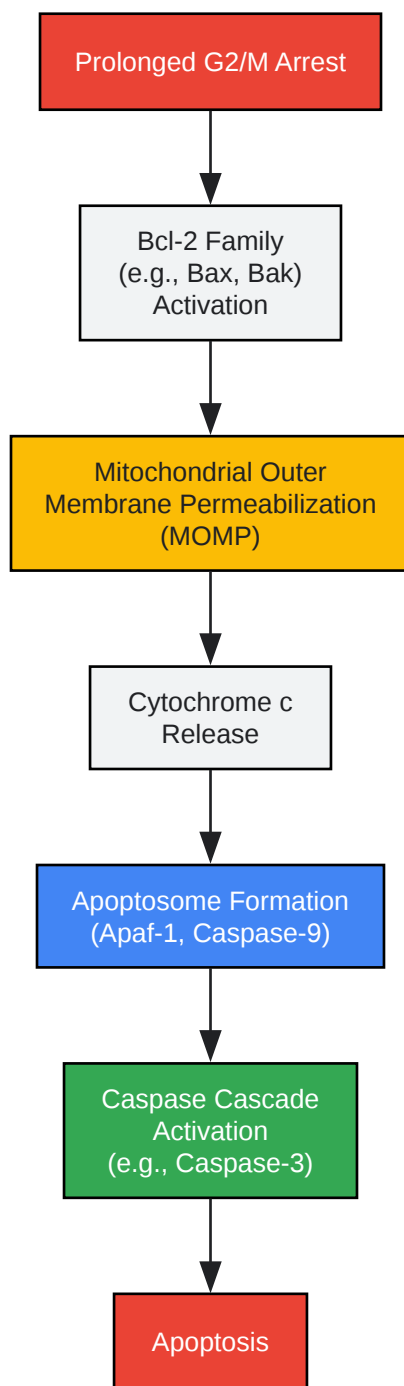 Prolonged G2/M Arrest
Bcl-2 Family
(e.g., Bax, Bak)
Activation
Mitochondrial Outer
Membrane Permeabilization
(MOMP)
Cytochrome c
Release
Apoptosome Formation
(Apaf-1, Caspase-9)
Caspase Cascade
Activation
(e.g., Caspase-3)
Apoptosis